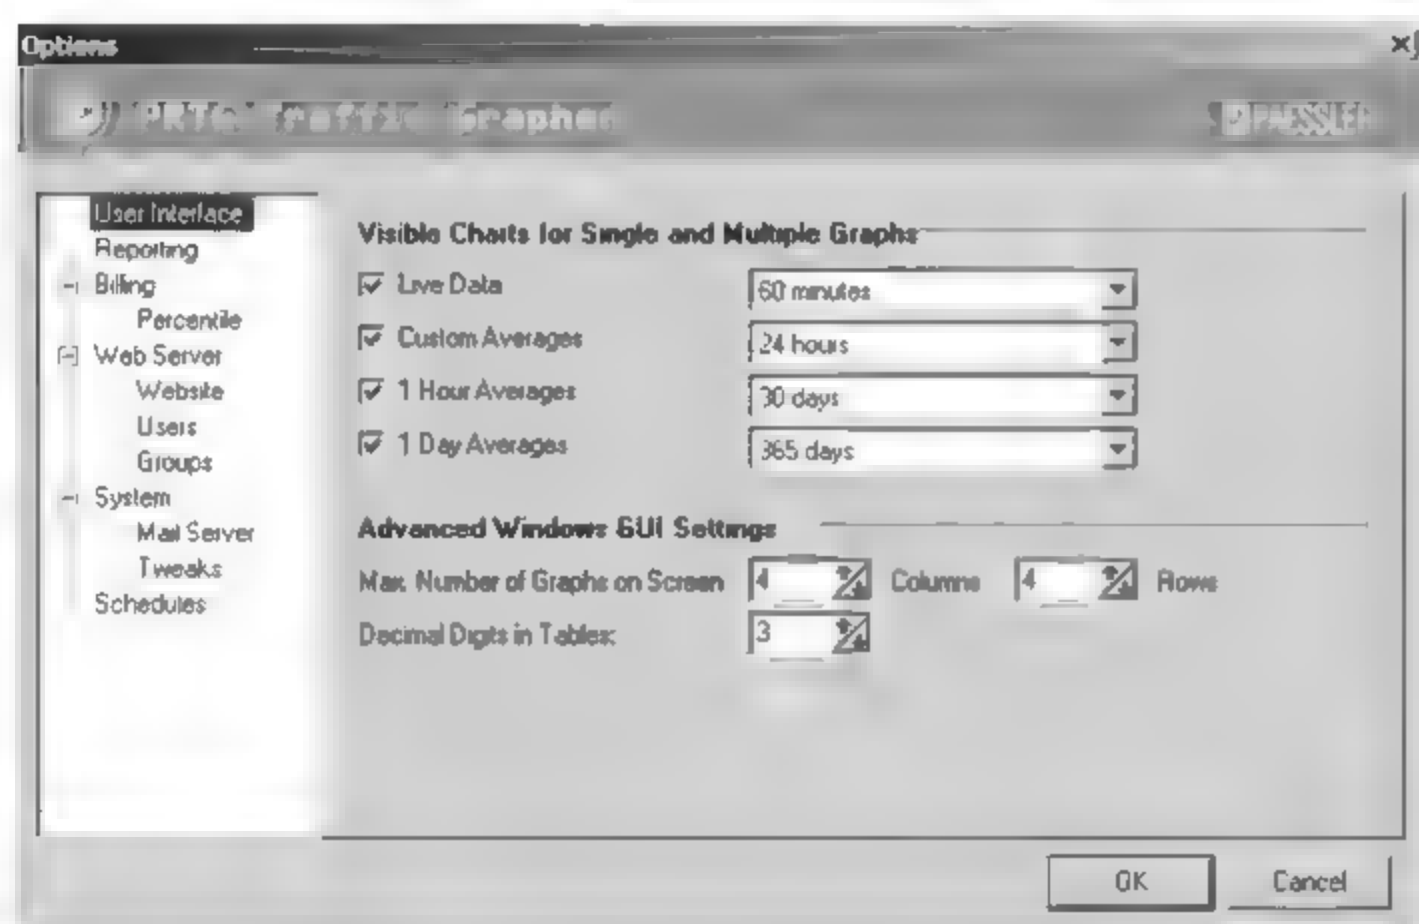 Options
PRTG Traffic Grapher PAESSLER
User Interface
Reporting
Billing
Percentile
Web Server
Website
Users
Groups
System
Mail Server
Tweaks
Schedules
Visible Charts for Single and Multiple Graphs
Live Data 60 minutes
Custom Averages 24 hours
1 Hour Averages 30 days
1 Day Averages 365 days
Advanced Windows GUI Settings
Max. Number of Graphs on Screen 4 Columns 4 Rows
Decimal Digits in Tables: 3
OK Cancel